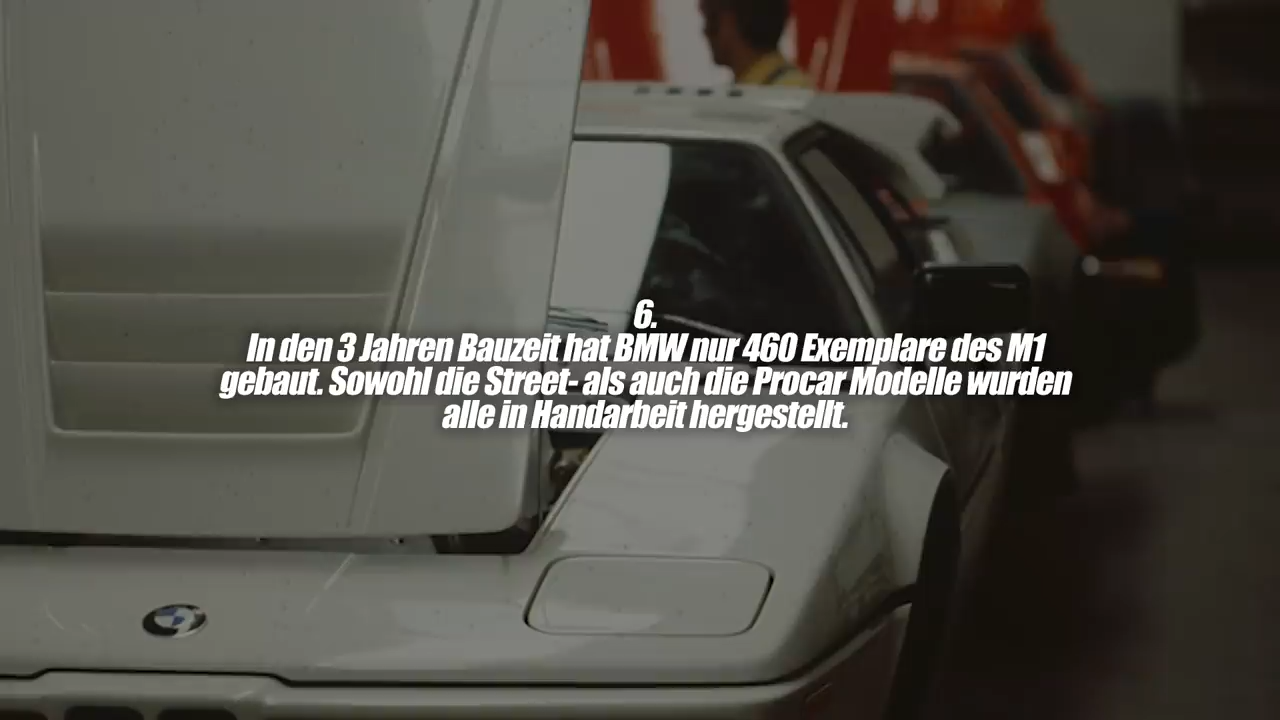 6.
In den 3 Jahren Bauzeit hat BMW nur 460 Exemplare des M1
gebaut. Sowohl die Street- als auch die Procar Modelle wurden
alle in Handarbeit hergestellt.